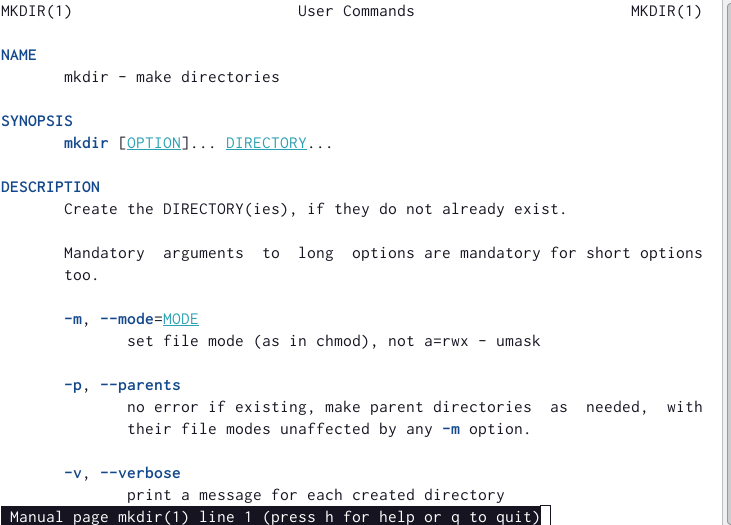 MKDIR(1) User Commands MKDIR(1)
NAME
mkdir - make directories
SYNOPSIS
mkdir [OPTION]... DIRECTORY...
DESCRIPTION
Create the DIRECTORY(ies), if they do not already exist.
Mandatory arguments to long options are mandatory for short options
too.
-m, --mode=MODE
set file mode (as in chmod), not a=rwx - umask
-p, --parents
no error if existing, make parent directories as needed, with
their file modes unaffected by any -m option.
-v, --verbose
print a message for each created directory
Manual page mkdir(1) line 1 (press h for help or q to quit)